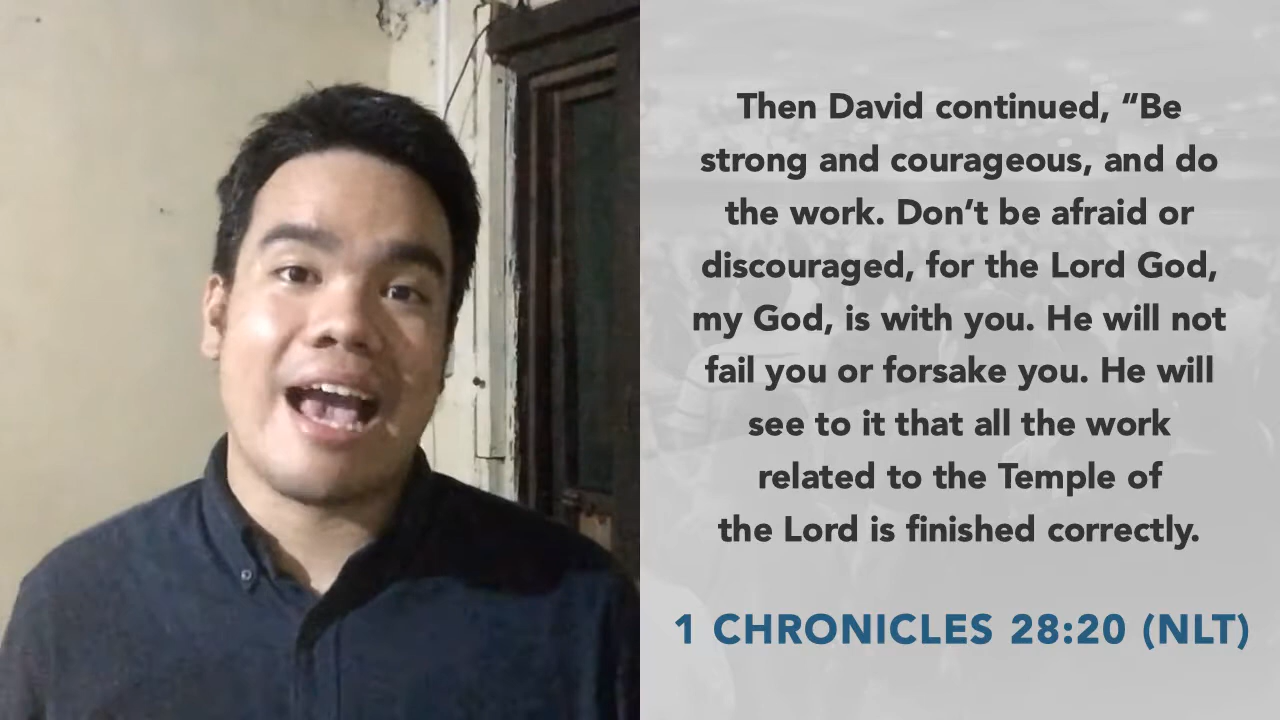 Then David continued, “Be
strong and courageous, and do
the work. Don’t be afraid or
discouraged, for the Lord God,
my God, is with you. He will not
fail you or forsake you. He will
see to it that all the work
related to the Temple of
the Lord is finished correctly.
1 CHRONICLES 28:20 (NLT)